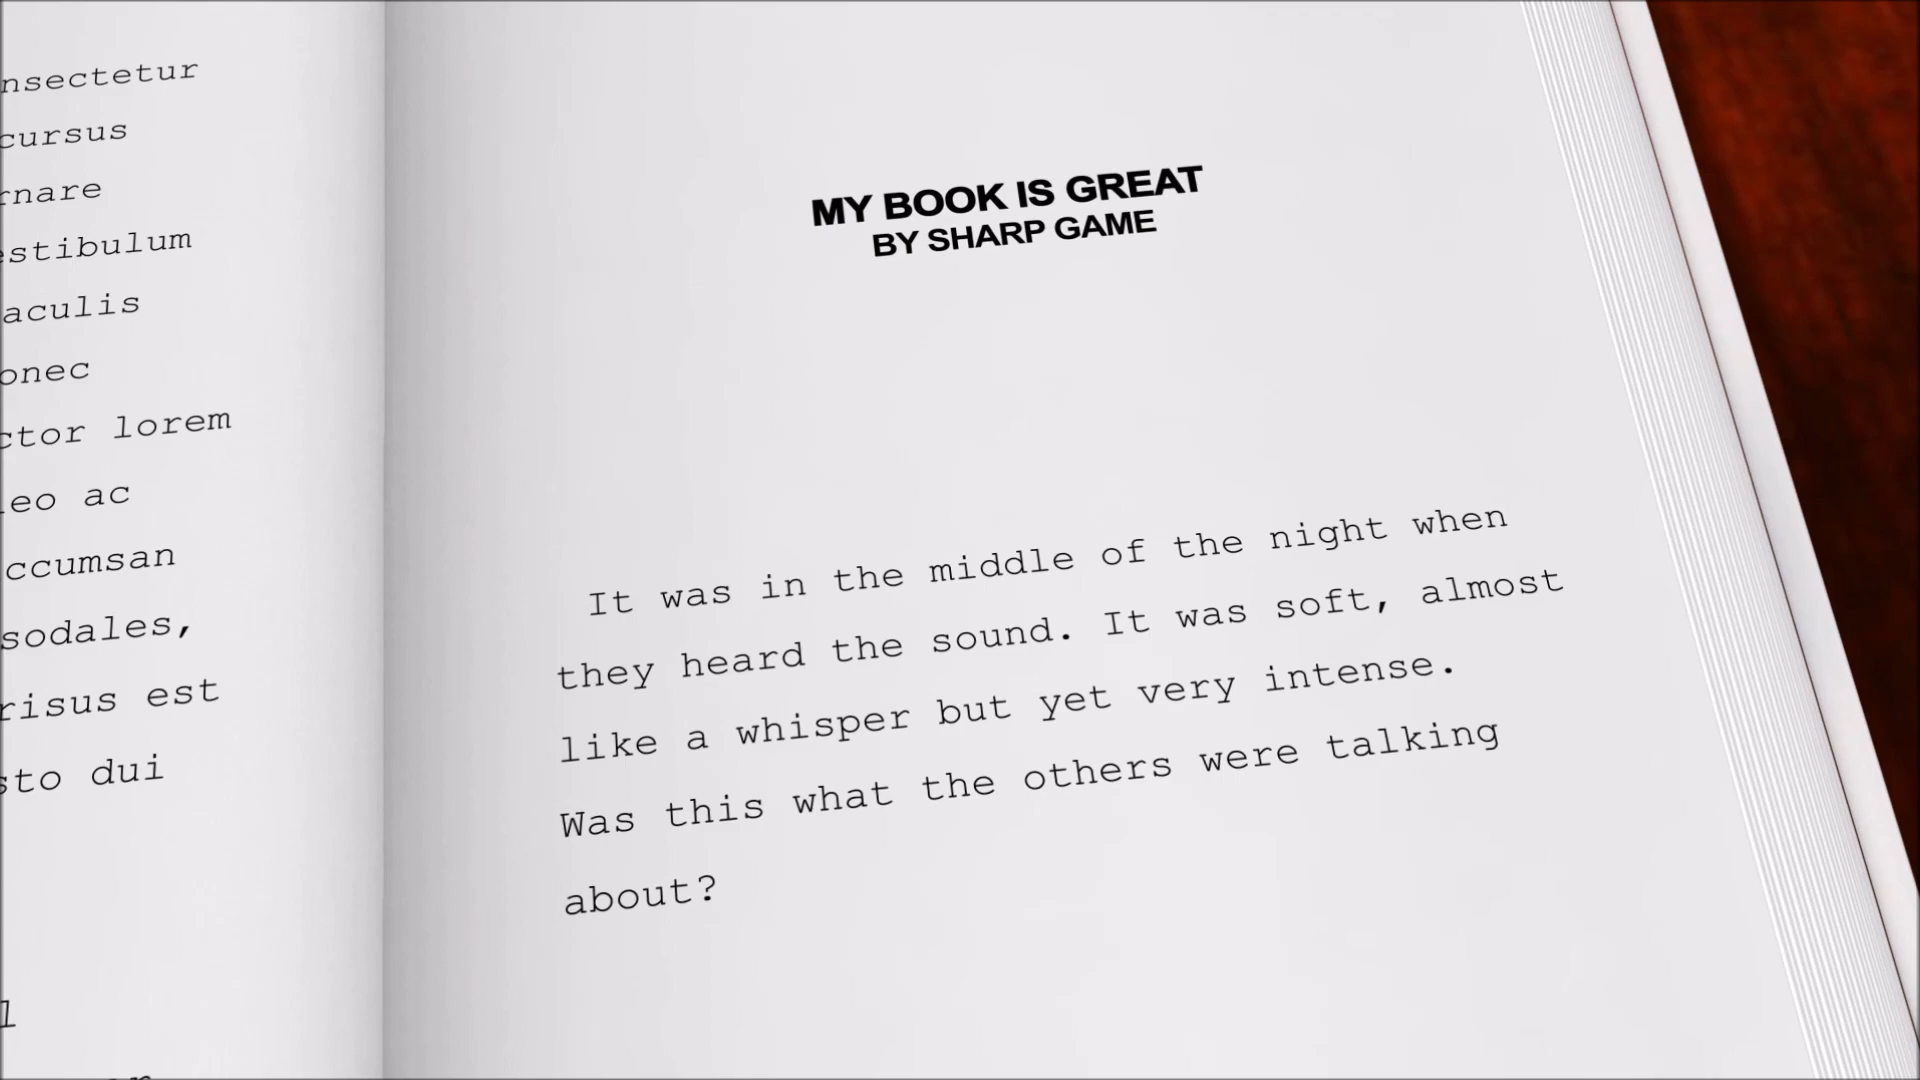 nsectetur
cursus
rnare
estibulum
aculis
onec
ctor lorem
leo ac
ccumsan
sodales,
risus est
sto dui
l
MY BOOK IS GREAT
BY SHARP GAME
It was in the middle of the night when
they heard the sound. It was soft, almost
like a whisper but yet very intense.
Was this what the others were talking
about?